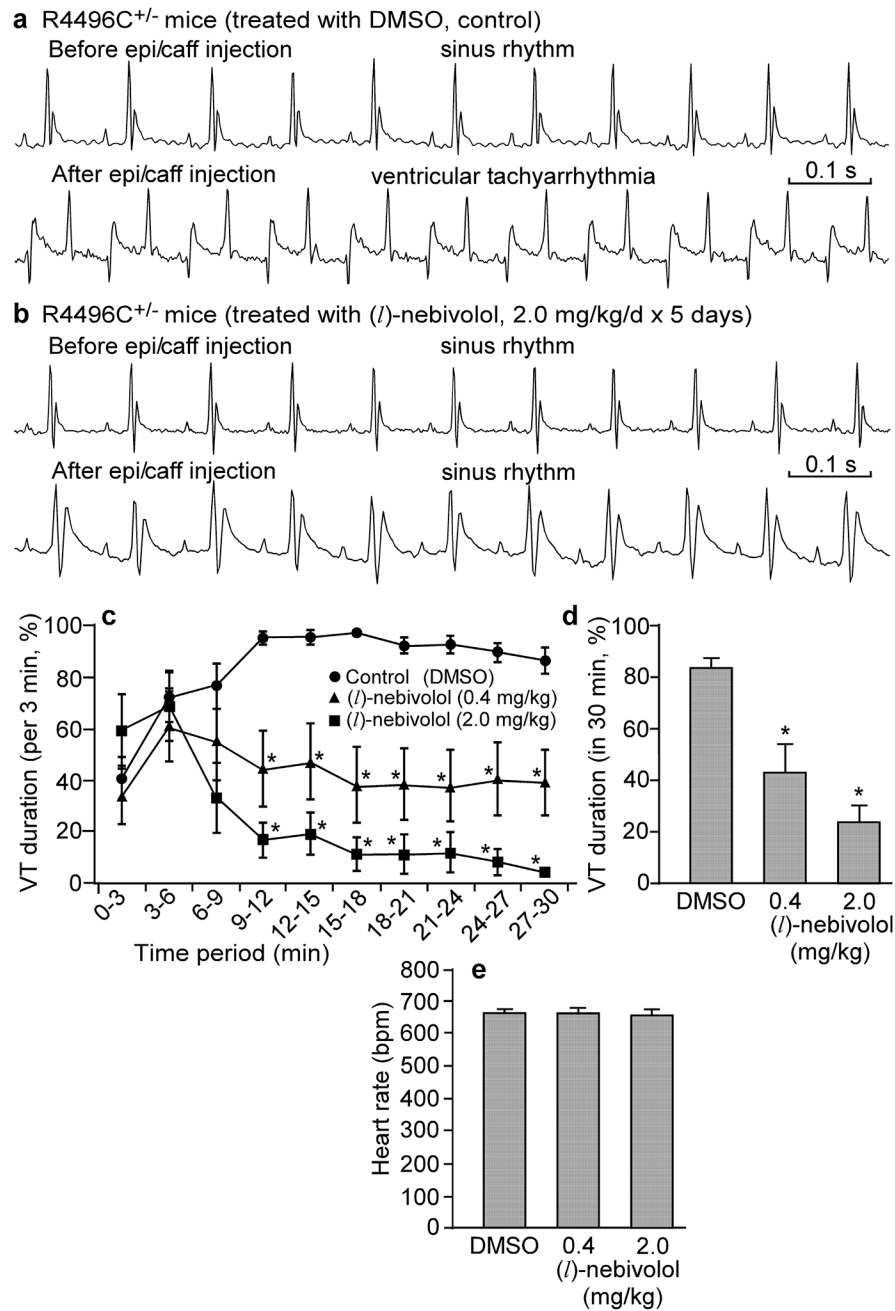 a R4496C+/- mice (treated with DMSO, control)
Before epi/caff injection sinus rhythm
After epi/caff injection ventricular tachyarrhythmia 0.1 s
b R4496C+/- mice (treated with (l)-nebivolol, 2.0 mg/kg/d x 5 days)
Before epi/caff injection sinus rhythm
After epi/caff injection sinus rhythm 0.1 s
c
VT duration (per 3 min, %)
100
80
60
40
20
0
Control (DMSO)
(l)-nebivolol (0.4 mg/kg)
(l)-nebivolol (2.0 mg/kg)
* * * * * * *
* * * * * * *
0-3 3-6 6-9 9-12 12-15 15-18 18-21 21-24 24-27 27-30
Time period (min)
d
VT duration (in 30 min, %)
100
80
60
40
20
0
*
*
DMSO 0.4 2.0
(l)-nebivolol
(mg/kg)
e
Heart rate (bpm)
800
700
600
500
400
300
200
100
0
DMSO 0.4 2.0
(l)-nebivolol
(mg/kg)